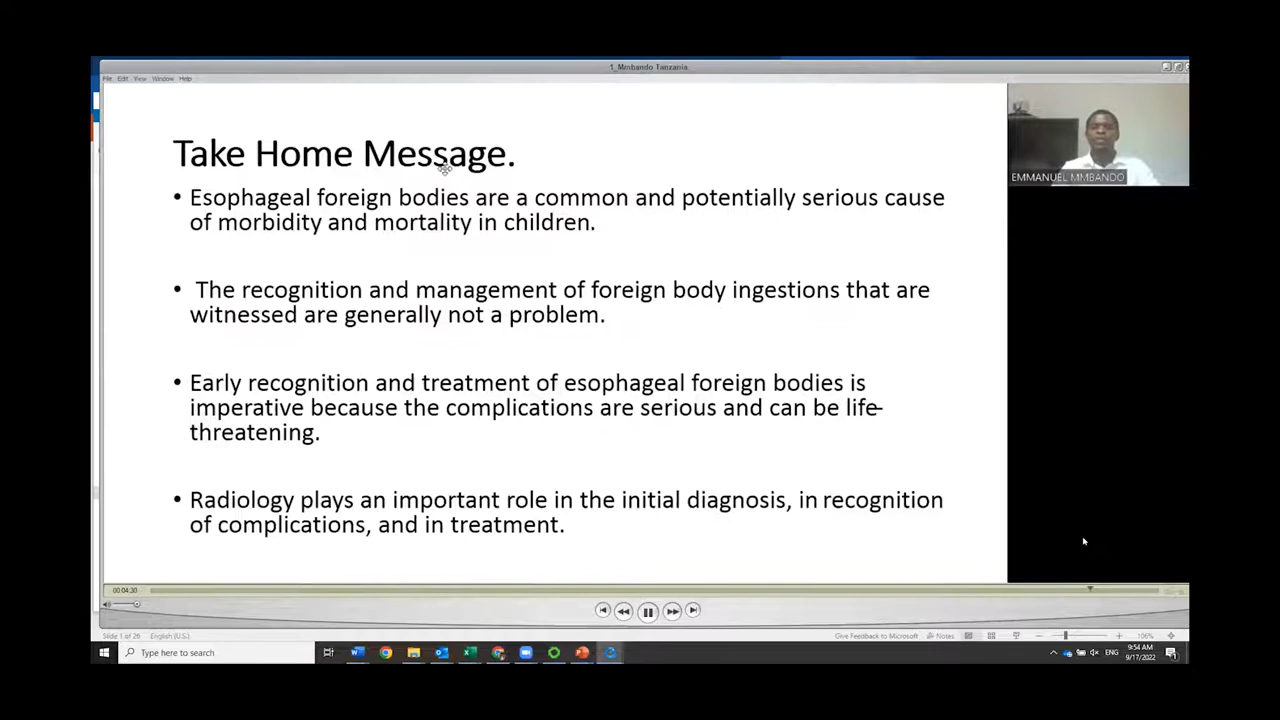 1_Mmbando Tanzania
File Edit View Window Help
Take Home Message.
• Esophageal foreign bodies are a common and potentially serious cause
of morbidity and mortality in children.
• The recognition and management of foreign body ingestions that are
witnessed are generally not a problem.
• Early recognition and treatment of esophageal foreign bodies is
imperative because the complications are serious and can be life-
threatening.
• Radiology plays an important role in the initial diagnosis, in recognition
of complications, and in treatment.
EMMANUEL MMBANDO
00:04:30
Slide 1 of 26 English (U.S.)
Give Feedback to Microsoft Notes 106%
Type here to search
ENG
9:54 AM
9/17/2022